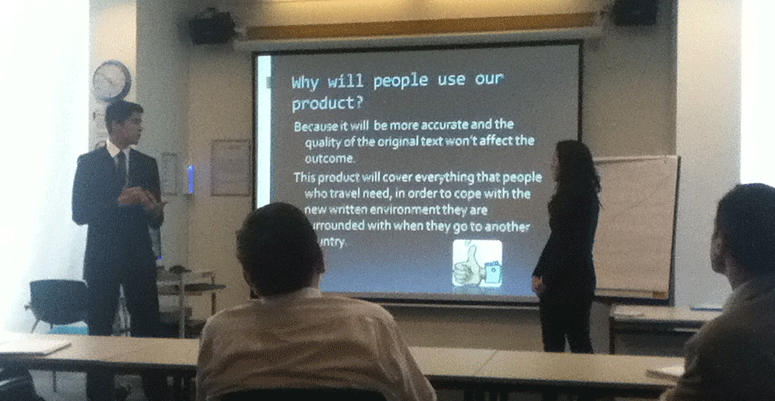 Why will people use our
product?
Because it will be more accurate and the
quality of the original text won't affect the
outcome.
This product will cover everything that people
who travel need, in order to cope with the
new written environment they are
urrounded with when they go to another
untry.